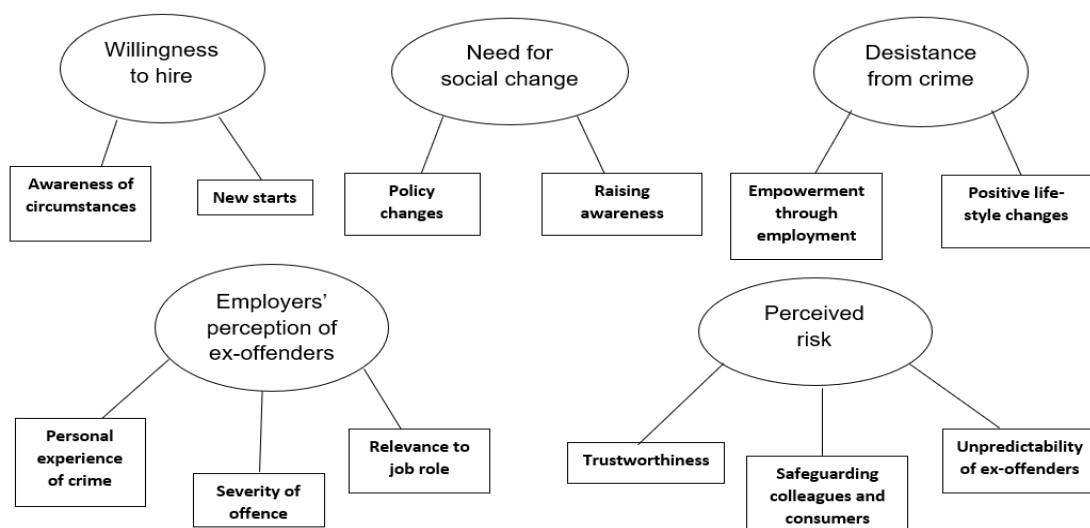 Willingness
to hire
Need for
social change
Desistance
from crime
Awareness of
circumstances
New starts
Policy
changes
Raising
awareness
Empowerment
through
employment
Positive life-
style changes
Employers’
perception of
ex-offenders
Perceived
risk
Personal
experience
of crime
Severity of
offence
Relevance to
job role
Trustworthiness
Safeguarding
colleagues and
consumers
Unpredictability
of ex-offenders